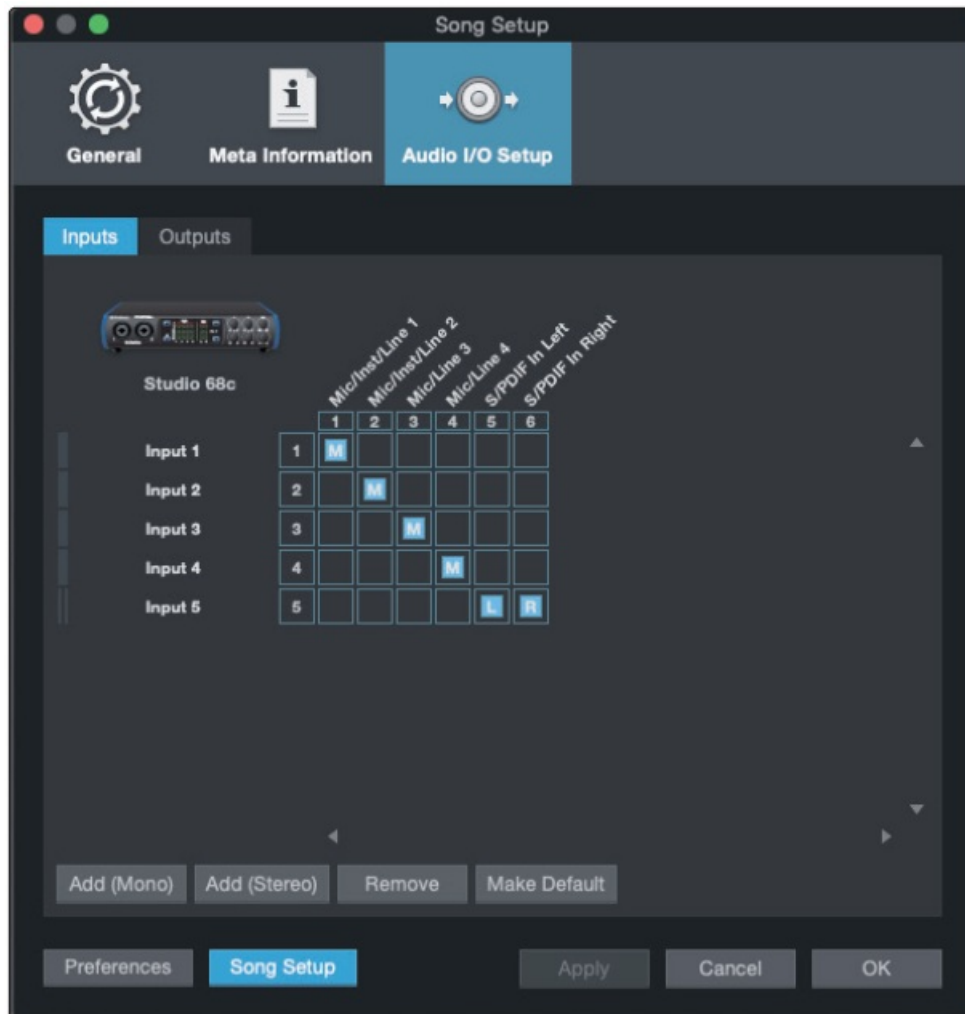 Song Setup
General
Meta Information
Audio I/O Setup
Inputs
Outputs
Studio 68c
Mic/Inst/Line 1
Mic/Inst/Line 2
Mic/Line 3
Mic/Line 4
S/PDIF In Left
S/PDIF In Right
1 2 3 4 5 6
Input 1 1 M
Input 2 2 M
Input 3 3 M
Input 4 4 M
Input 5 5 L R
Add (Mono)
Add (Stereo)
Remove
Make Default
Preferences
Song Setup
Apply
Cancel
OK